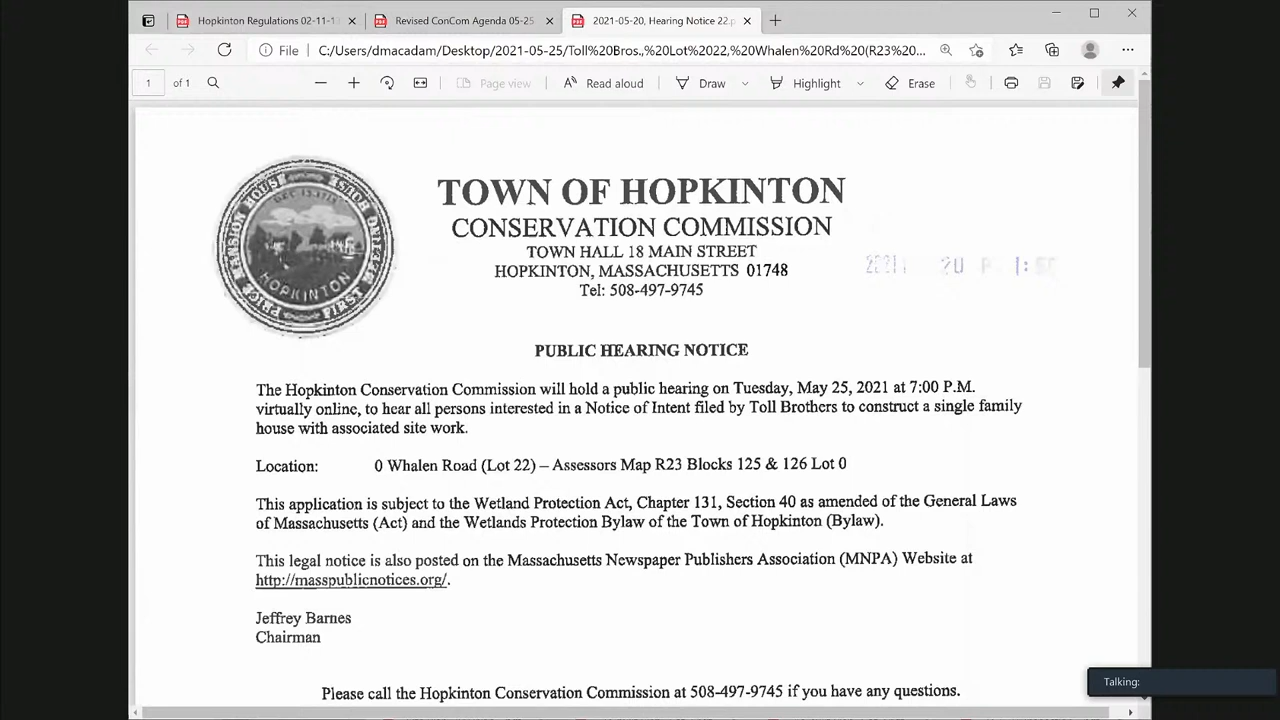 Hopkinton Regulations 02-11-1
Revised ConCom Agenda 05-25
2021-05-20, Hearing Notice 22.p
File
C:/Users/dmacadam/Desktop/2021-05-25/Toll%20Bros.,%20Lot%2022,%20Whalen%20Rd%20(R23%20...
1 of 1
Page view
Read aloud
Draw
Highlight
Erase
TOWN OF HOPKINTON
CONSERVATION COMMISSION
TOWN HALL 18 MAIN STREET
HOPKINTON, MASSACHUSETTS 01748
Tel: 508-497-9745
HOPKINTON
PUBLIC HEARING NOTICE
The Hopkinton Conservation Commission will hold a public hearing on Tuesday, May 25, 2021 at 7:00 P.M.
virtually online, to hear all persons interested in a Notice of Intent filed by Toll Brothers to construct a single family
house with associated site work.
Location: 0 Whalen Road (Lot 22) – Assessors Map R23 Blocks 125 & 126 Lot 0
This application is subject to the Wetland Protection Act, Chapter 131, Section 40 as amended of the General Laws
of Massachusetts (Act) and the Wetlands Protection Bylaw of the Town of Hopkinton (Bylaw).
This legal notice is also posted on the Massachusetts Newspaper Publishers Association (MNPA) Website at
http://masspublicnotices.org/.
Jeffrey Barnes
Chairman
Please call the Hopkinton Conservation Commission at 508-497-9745 if you have any questions.
Talking: